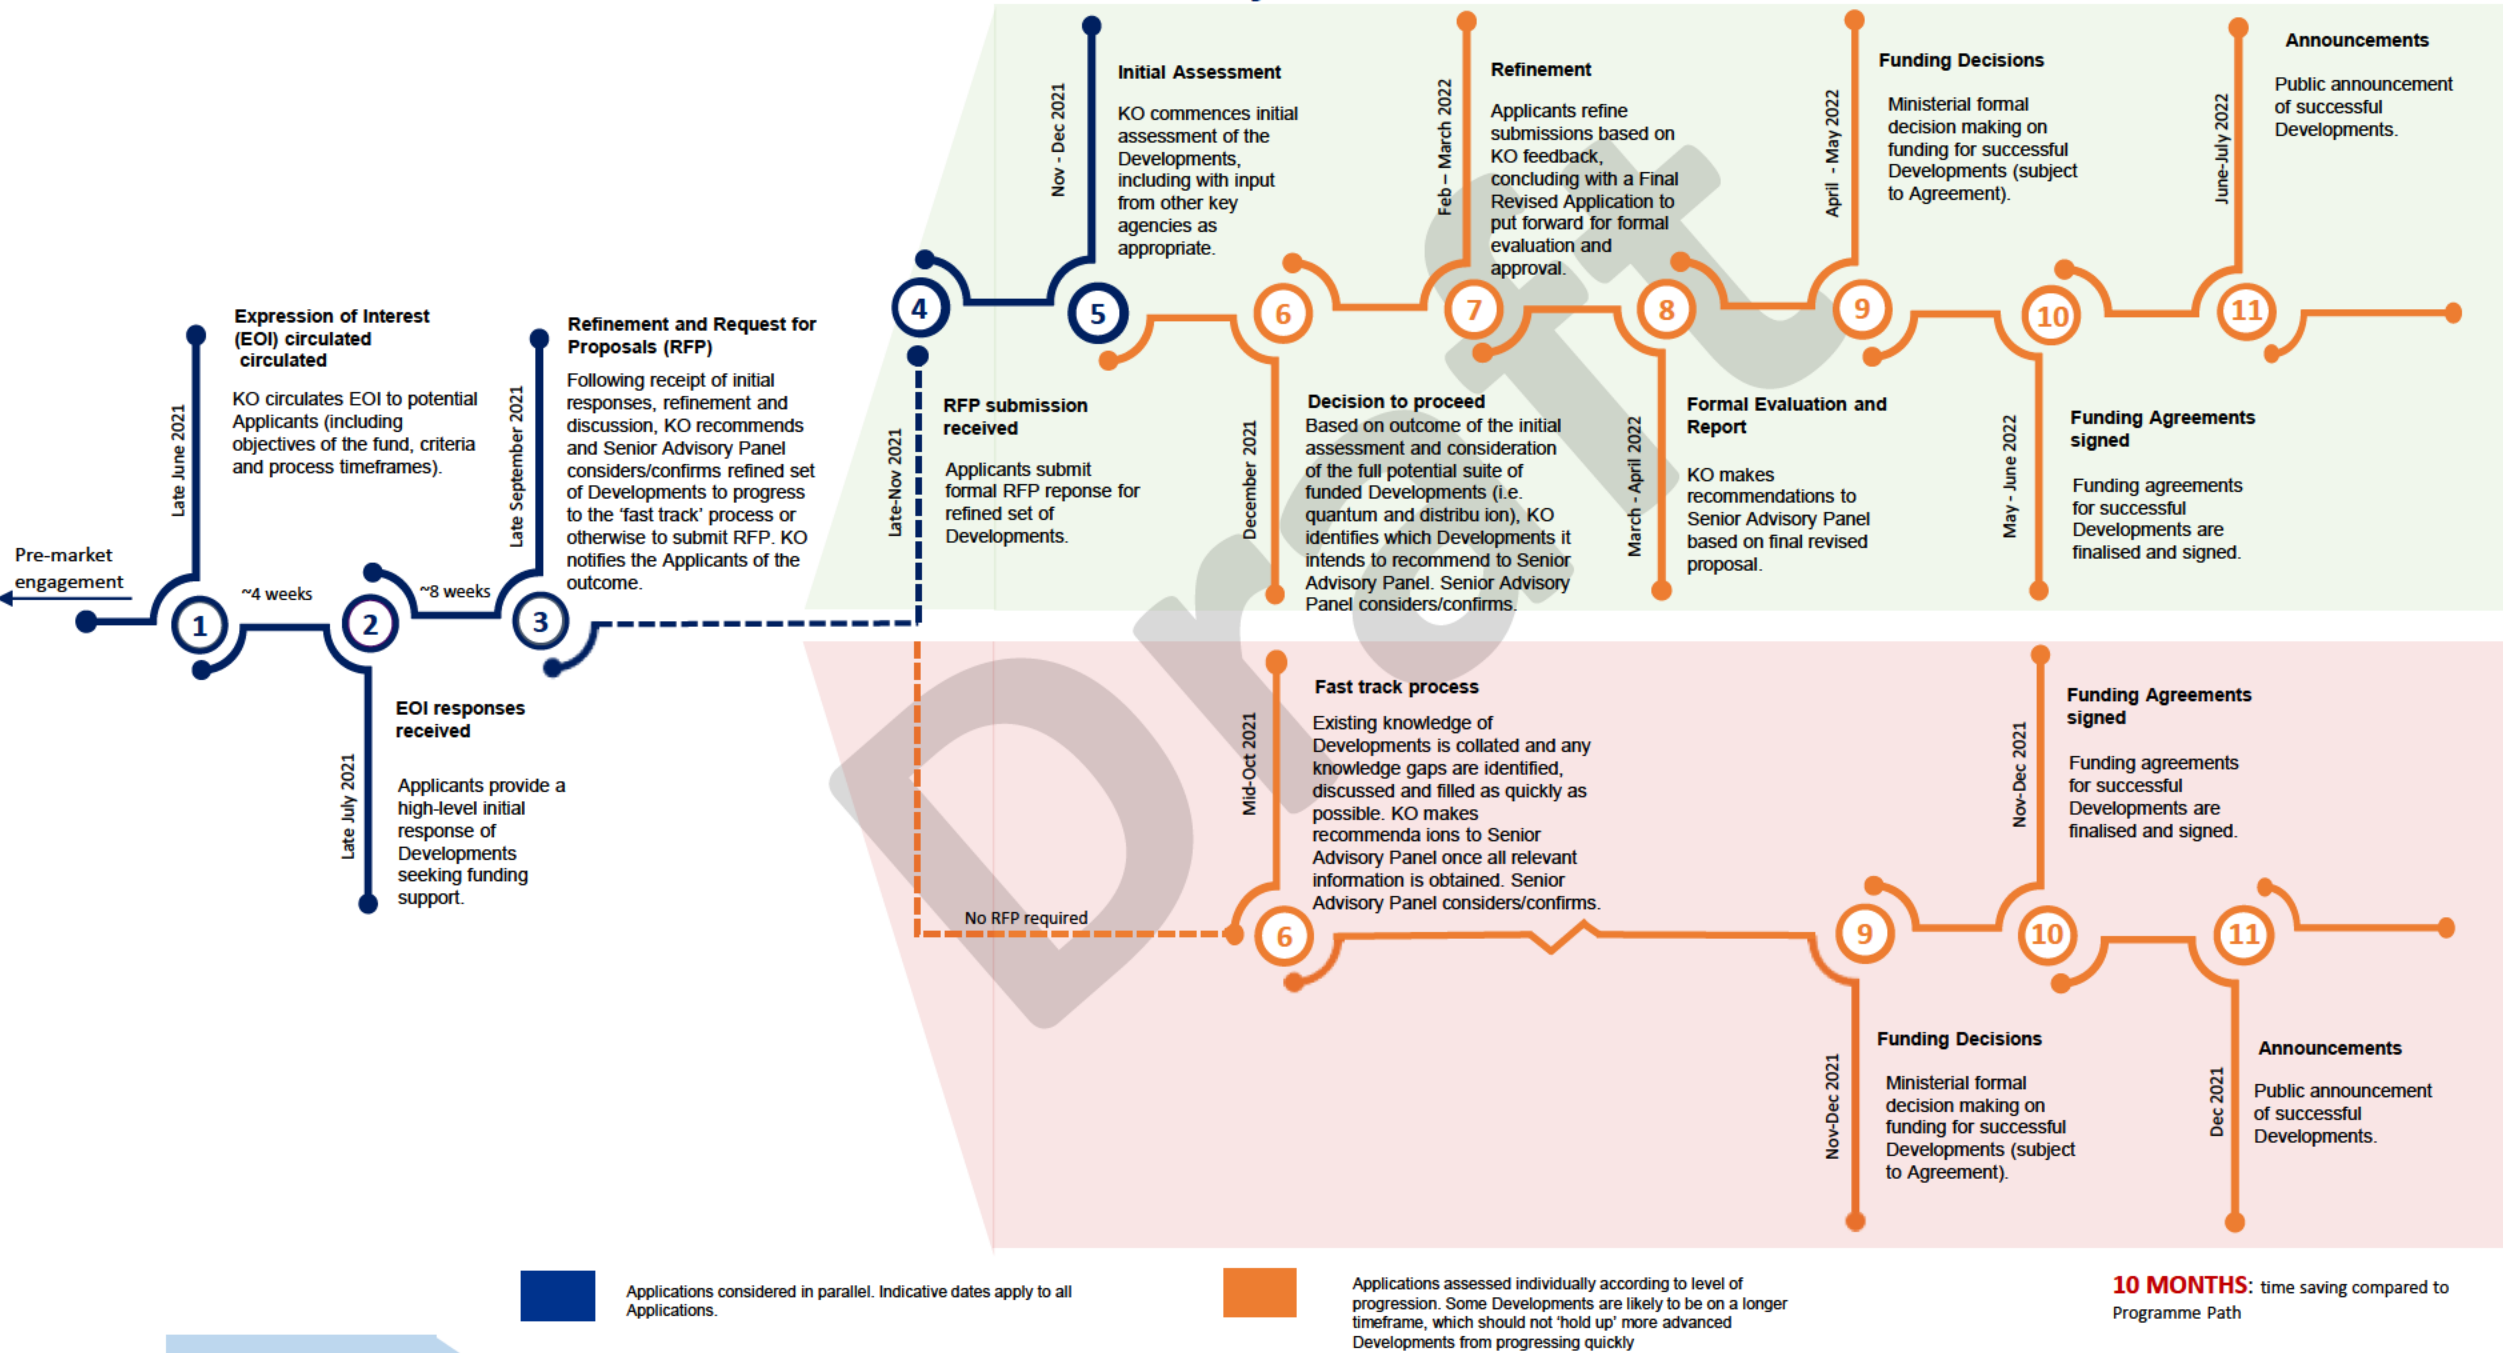 Pre-market
engagement
1
Late June 2021
Expression of Interest
(EOI) circulated
circulated
KO circulates EOI to potential
Applicants (including
objectives of the fund, criteria
and process timeframes).
~4 weeks
2
Late July 2021
EOI responses
received
Applicants provide a
high-level initial
response of
Developments
seeking funding
support.
~8 weeks
3
Late September 2021
Refinement and Request for
Proposals (RFP)
Following receipt of initial
responses, refinement and
discussion, KO recommends
and Senior Advisory Panel
considers/confirms refined set
of Developments to progress
to the ‘fast track’ process or
otherwise to submit RFP. KO
notifies the Applicants of the
outcome.
4
Late-Nov 2021
RFP submission
received
Applicants submit
formal RFP reponse for
refined set of
Developments.
5
Nov - Dec 2021
Initial Assessment
KO commences initial
assessment of the
Developments,
including with input
from other key
agencies as
appropriate.
6
December 2021
Decision to proceed
Based on outcome of the initial
assessment and consideration
of the full potential suite of
funded Developments (i.e.
quantum and distribu ion), KO
identifies which Developments it
intends to recommend to Senior
Advisory Panel. Senior Advisory
Panel considers/confirms.
7
Feb – March 2022
Refinement
Applicants refine
submissions based on
KO feedback,
concluding with a Final
Revised Application to
put forward for formal
evaluation and
approval.
8
March - April 2022
Formal Evaluation and
Report
KO makes
recommendations to
Senior Advisory Panel
based on final revised
proposal.
9
April - May 2022
Funding Decisions
Ministerial formal
decision making on
funding for successful
Developments (subject
to Agreement).
10
May - June 2022
Funding Agreements
signed
Funding agreements
for successful
Developments are
finalised and signed.
11
June-July 2022
Announcements
Public announcement
of successful
Developments.
Draft
No RFP required
6
Mid-Oct 2021
Fast track process
Existing knowledge of
Developments is collated and any
knowledge gaps are identified,
discussed and filled as quickly as
possible. KO makes
recommenda ions to Senior
Advisory Panel once all relevant
information is obtained. Senior
Advisory Panel considers/confirms.
9
Nov-Dec 2021
Funding Decisions
Ministerial formal
decision making on
funding for successful
Developments (subject
to Agreement).
10
Nov-Dec 2021
Funding Agreements
signed
Funding agreements
for successful
Developments are
finalised and signed.
11
Dec 2021
Announcements
Public announcement
of successful
Developments.
Applications considered in parallel. Indicative dates apply to all
Applications.
Applications assessed individually according to level of
progression. Some Developments are likely to be on a longer
timeframe, which should not ‘hold up’ more advanced
Developments from progressing quickly
10 MONTHS: time saving compared to
Programme Path